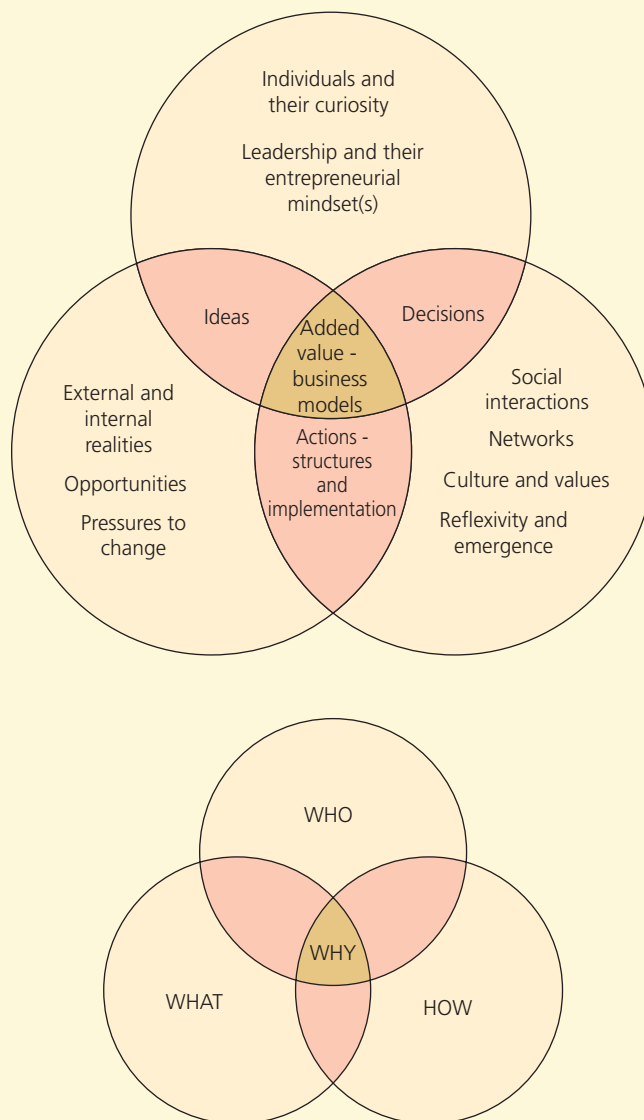 Individuals and
their curiosity
Leadership and their
entrepreneurial
mindset(s)
Ideas
Decisions
Added
value -
business
models
External and
internal
realities
Opportunities
Pressures to
change
Actions -
structures
and
implementation
Social
interactions
Networks
Culture and values
Reflexivity and
emergence
WHO
WHY
WHAT
HOW